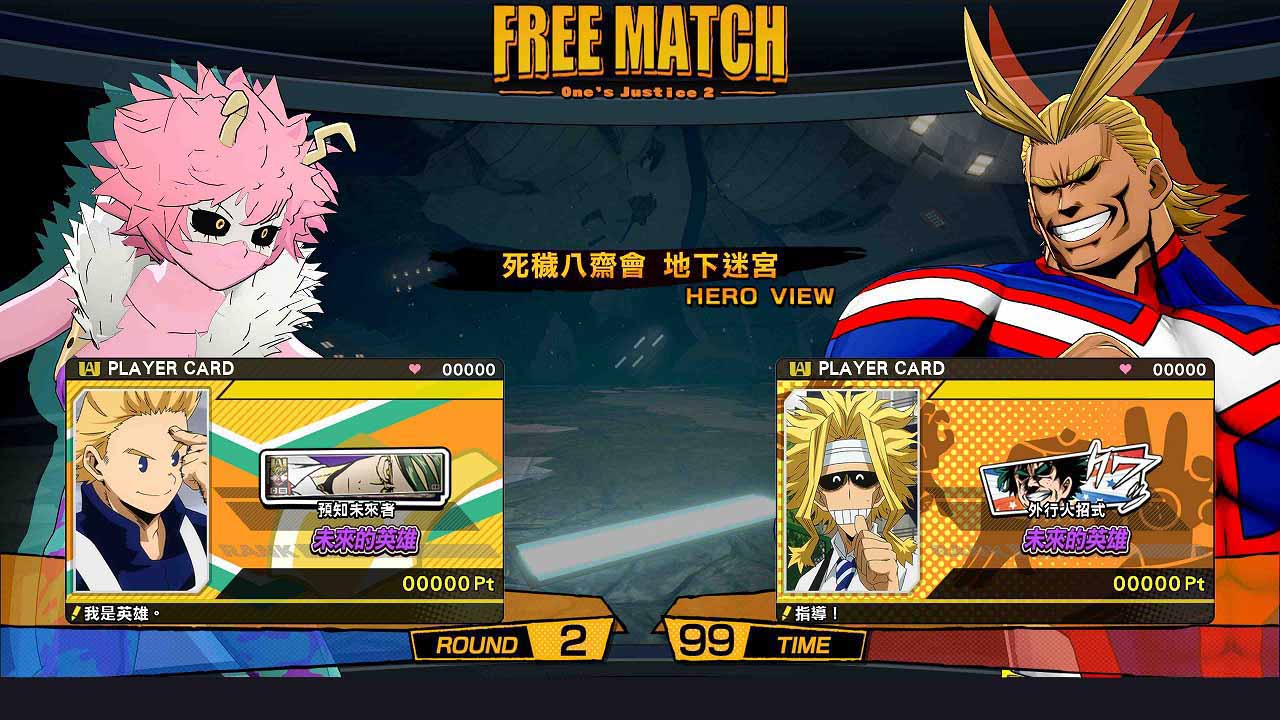 FREE MATCH
One's Justice 2
死穢八齋會 地下迷宮
HERO VIEW
PLAYER CARD 00000
預知未來者
未來的英雄
00000Pt
我是英雄。
PLAYER CARD 00000
外行人招式
未來的英雄
00000Pt
指導！
ROUND 2
99 TIME